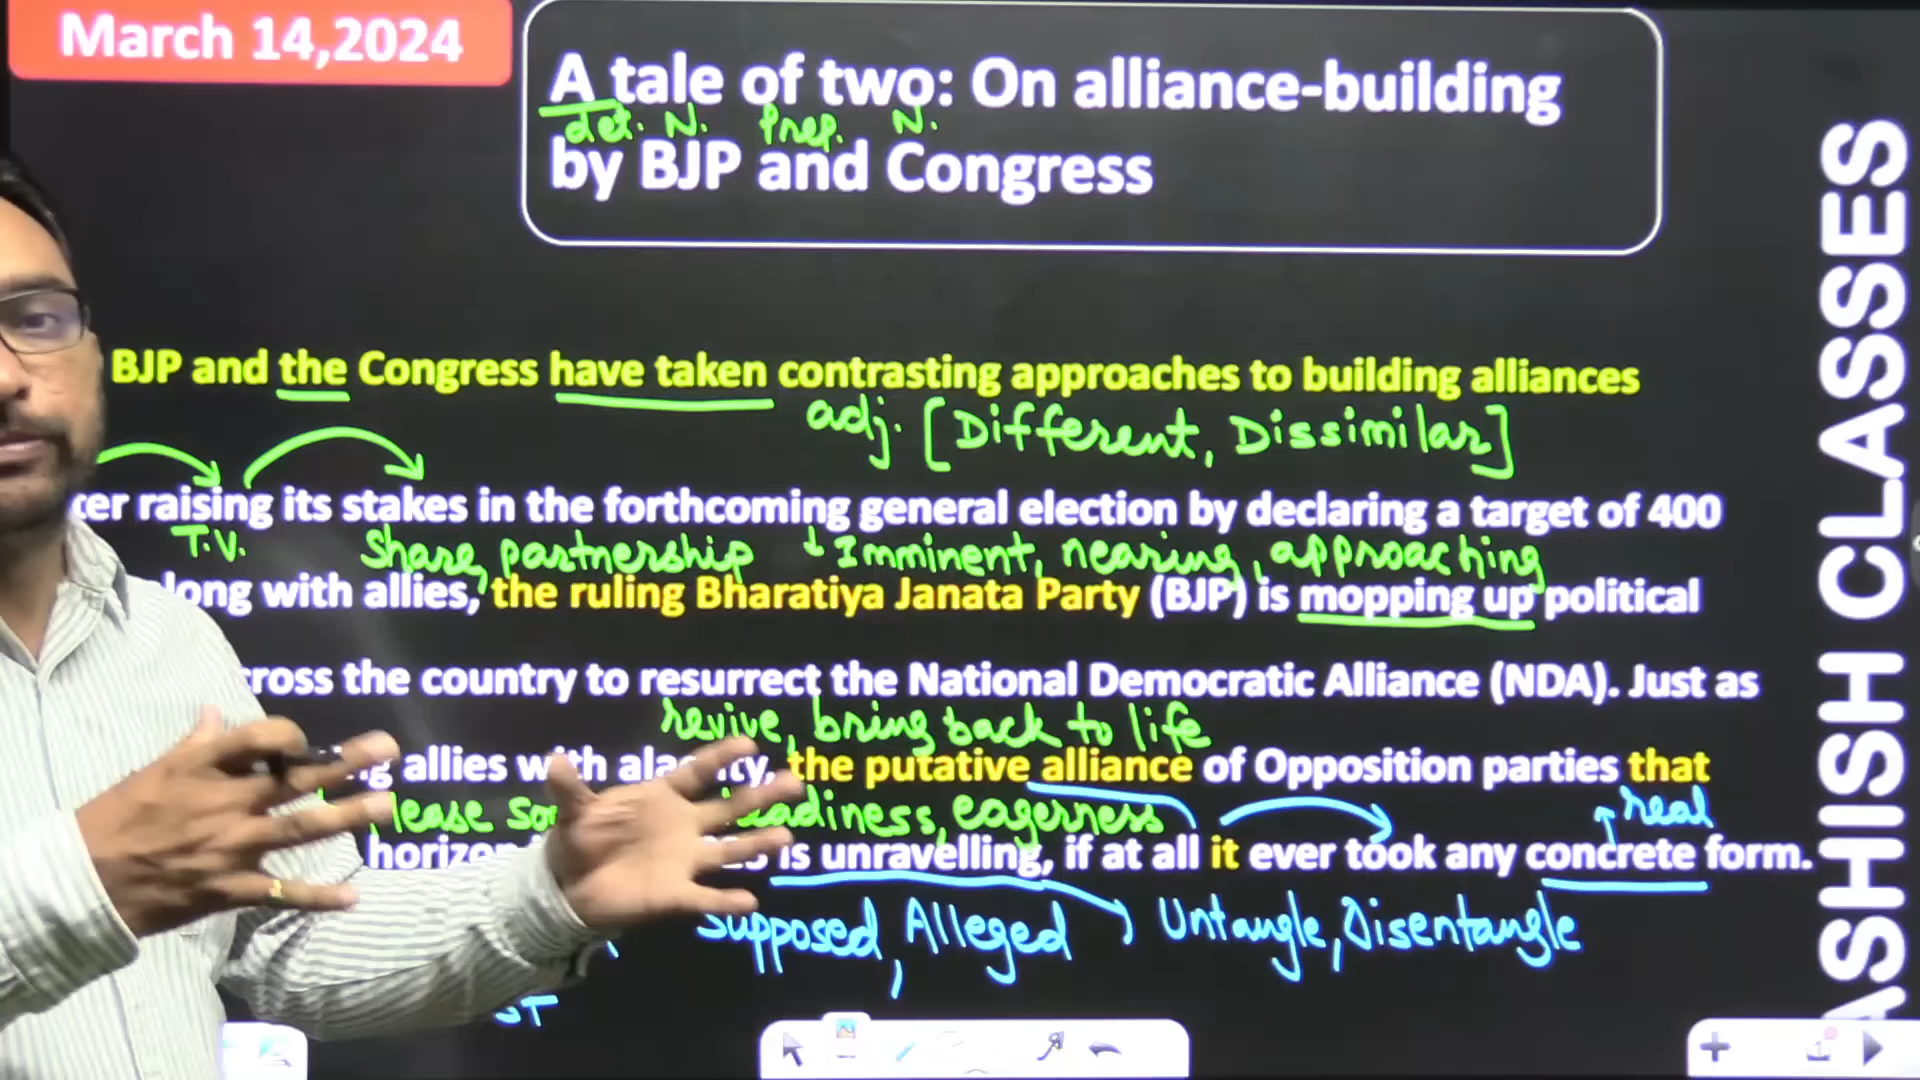 March 14,2024
A tale of two: On alliance-building
det. N. Prep. N.
by BJP and Congress
BJP and the Congress have taken contrasting approaches to building alliances
adj. [Different, Dissimilar]
raising its stakes in the forthcoming general election by declaring a target of 400
T.V. Share, partnership ↓ Imminent, nearing, approaching
with allies, the ruling Bharatiya Janata Party (BJP) is mopping up political
the country to resurrect the National Democratic Alliance (NDA). Just as
revive, bring back to life
allies with the putative alliance of Opposition parties that
eagerness real
is unravelling, if at all it ever took any concrete form.
Supposed, Alleged Untangle, Disentangle
ASHISH CLASSES